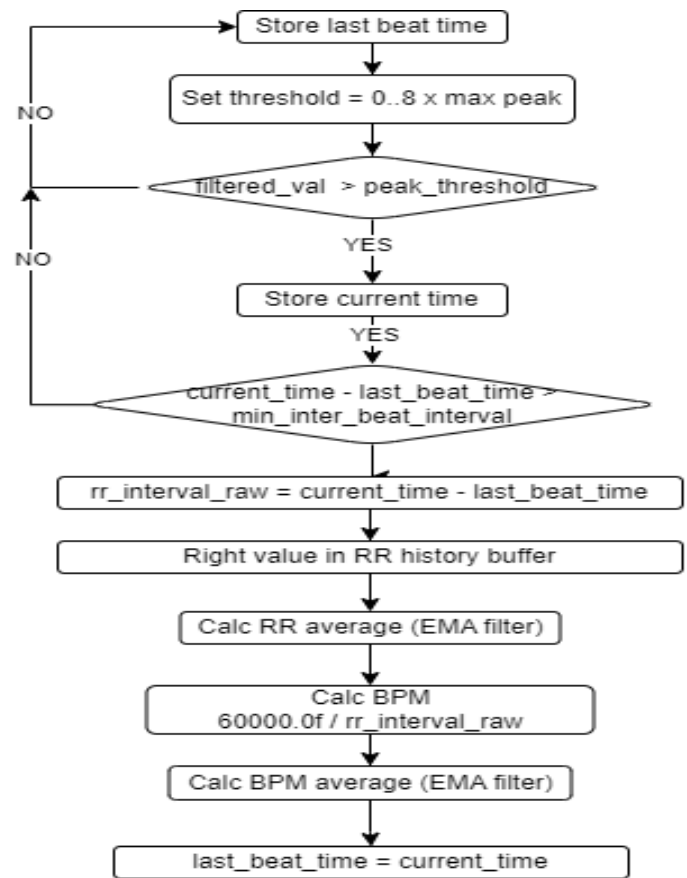 Store last beat time
Set threshold = 0..8 x max peak
NO
filtered_val > peak_threshold
YES
NO
Store current time
YES
current_time - last_beat_time >
min_inter_beat_interval
rr_interval_raw = current_time - last_beat_time
Right value in RR history buffer
Calc RR average (EMA filter)
Calc BPM
60000.0f / rr_interval_raw
Calc BPM average (EMA filter)
last_beat_time = current_time